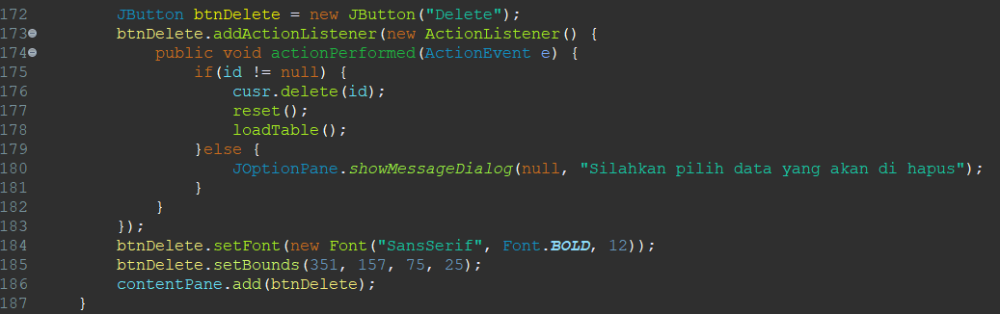 172 JButton btnDelete = new JButton("Delete");
173 btnDelete.addActionListener(new ActionListener() {
174 public void actionPerformed(ActionEvent e) {
175 if(id != null) {
176 cusr.delete(id);
177 reset();
178 loadTable();
179 }else {
180 JOptionPane.showMessageDialog(null, "Silahkan pilih data yang akan di hapus");
181 }
182 }
183 });
184 btnDelete.setFont(new Font("SansSerif", Font.BOLD, 12));
185 btnDelete.setBounds(351, 157, 75, 25);
186 contentPane.add(btnDelete);
187 }